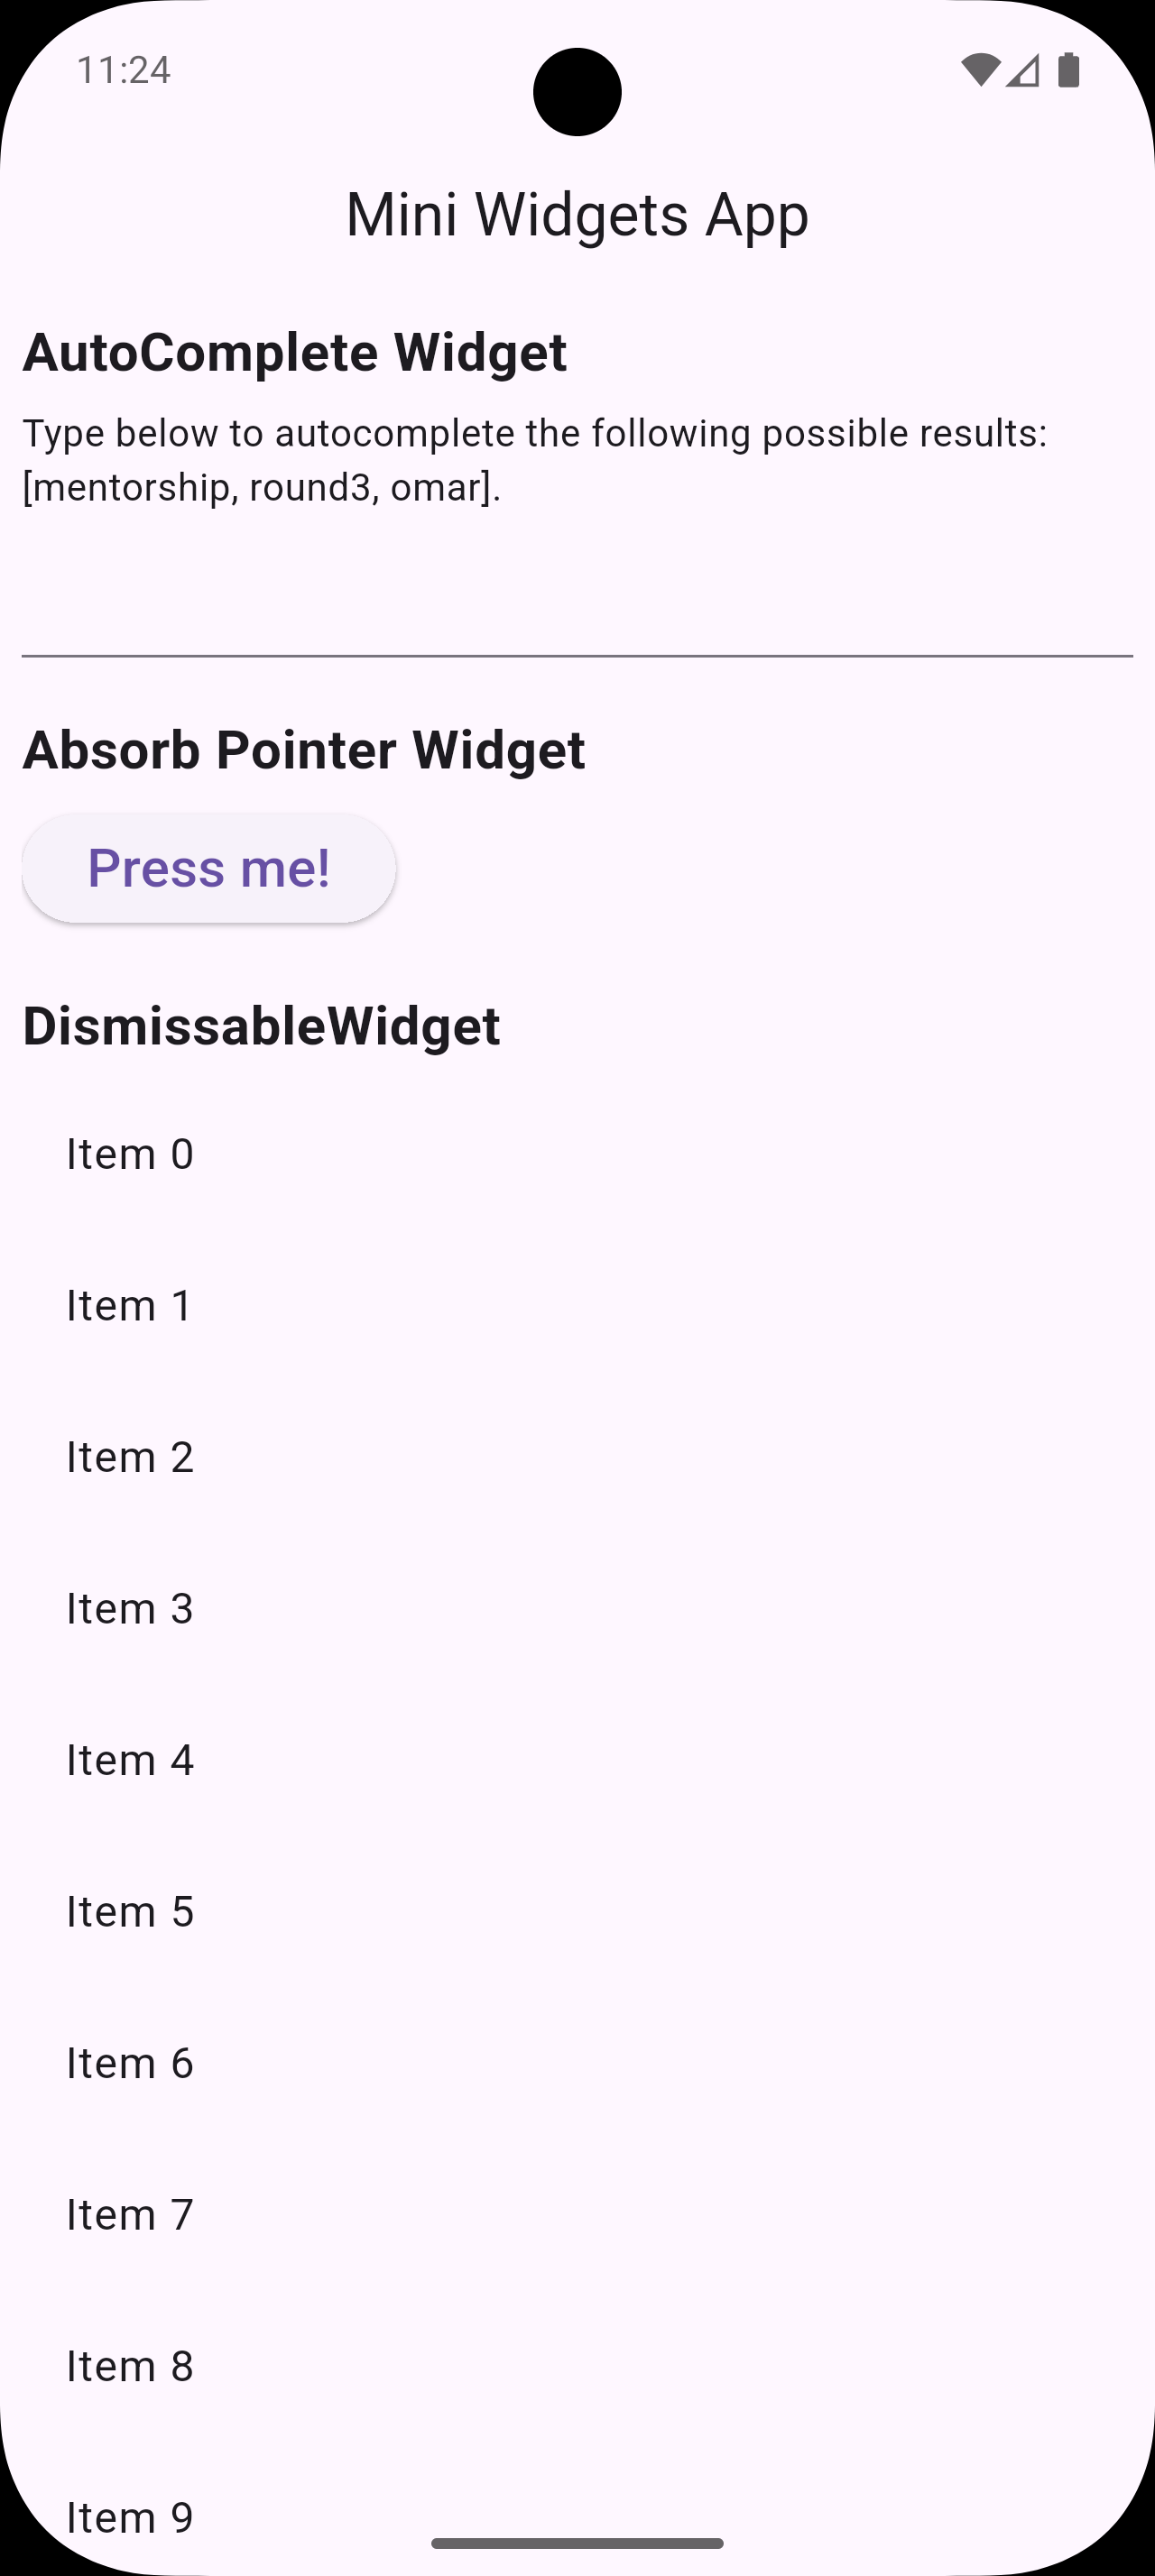 11:24
Mini Widgets App
AutoComplete Widget
Type below to autocomplete the following possible results:
[mentorship, round3, omar].
Absorb Pointer Widget
Press me!
DismissableWidget
Item 0
Item 1
Item 2
Item 3
Item 4
Item 5
Item 6
Item 7
Item 8
Item 9